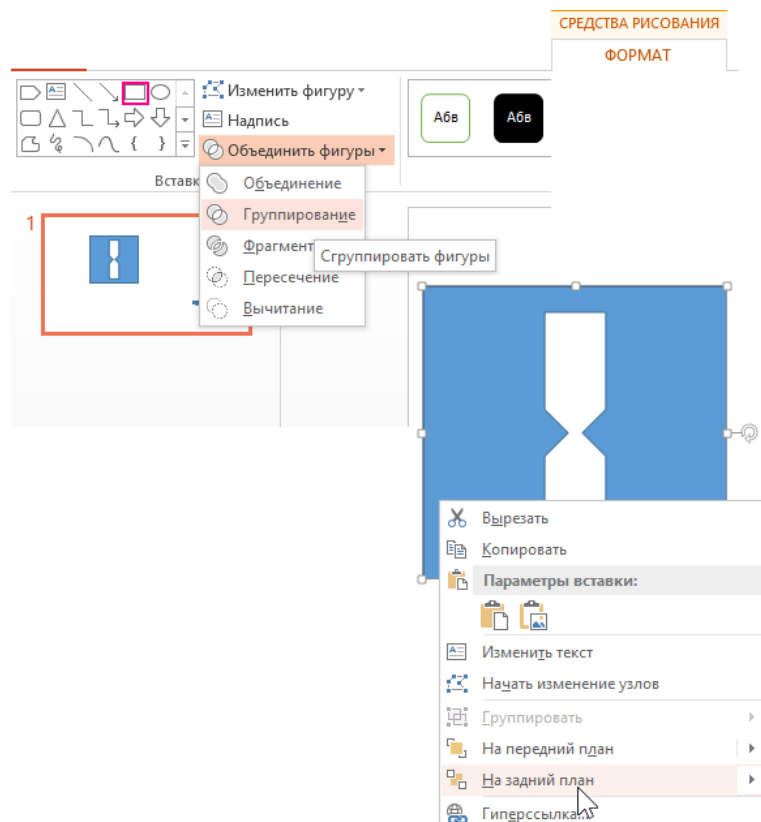 СРЕДСТВА РИСОВАНИЯ
ФОРМАТ
Изменить фигуру
Надпись
Объединить фигуры
Абв
Абв
Вставк
Объединение
Группирование
Фрагмент
Сгруппировать фигуры
Пересечение
Вычитание
1
Вырезать
Копировать
Параметры вставки:
Изменить текст
Начать изменение узлов
Группировать
На передний план
На задний план
Гиперссылка...